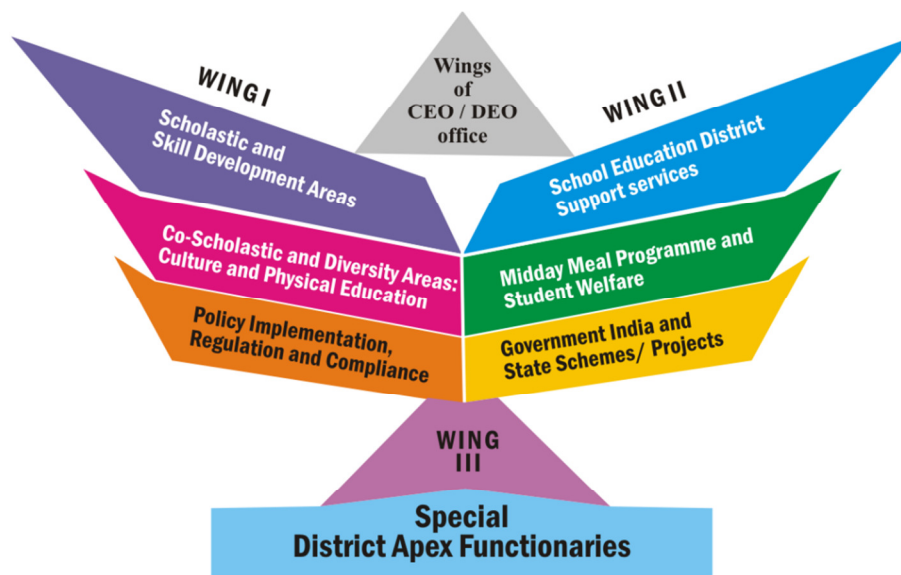 Wings
of
CEO / DEO
office
WING I
Scholastic and
Skill Development Areas
Co-Scholastic and Diversity Areas:
Culture and Physical Education
Policy Implementation,
Regulation and Compliance
WING II
School Education District
Support services
Midday Meal Programme and
Student Welfare
Government India and
State Schemes/ Projects
WING
III
Special
District Apex Functionaries